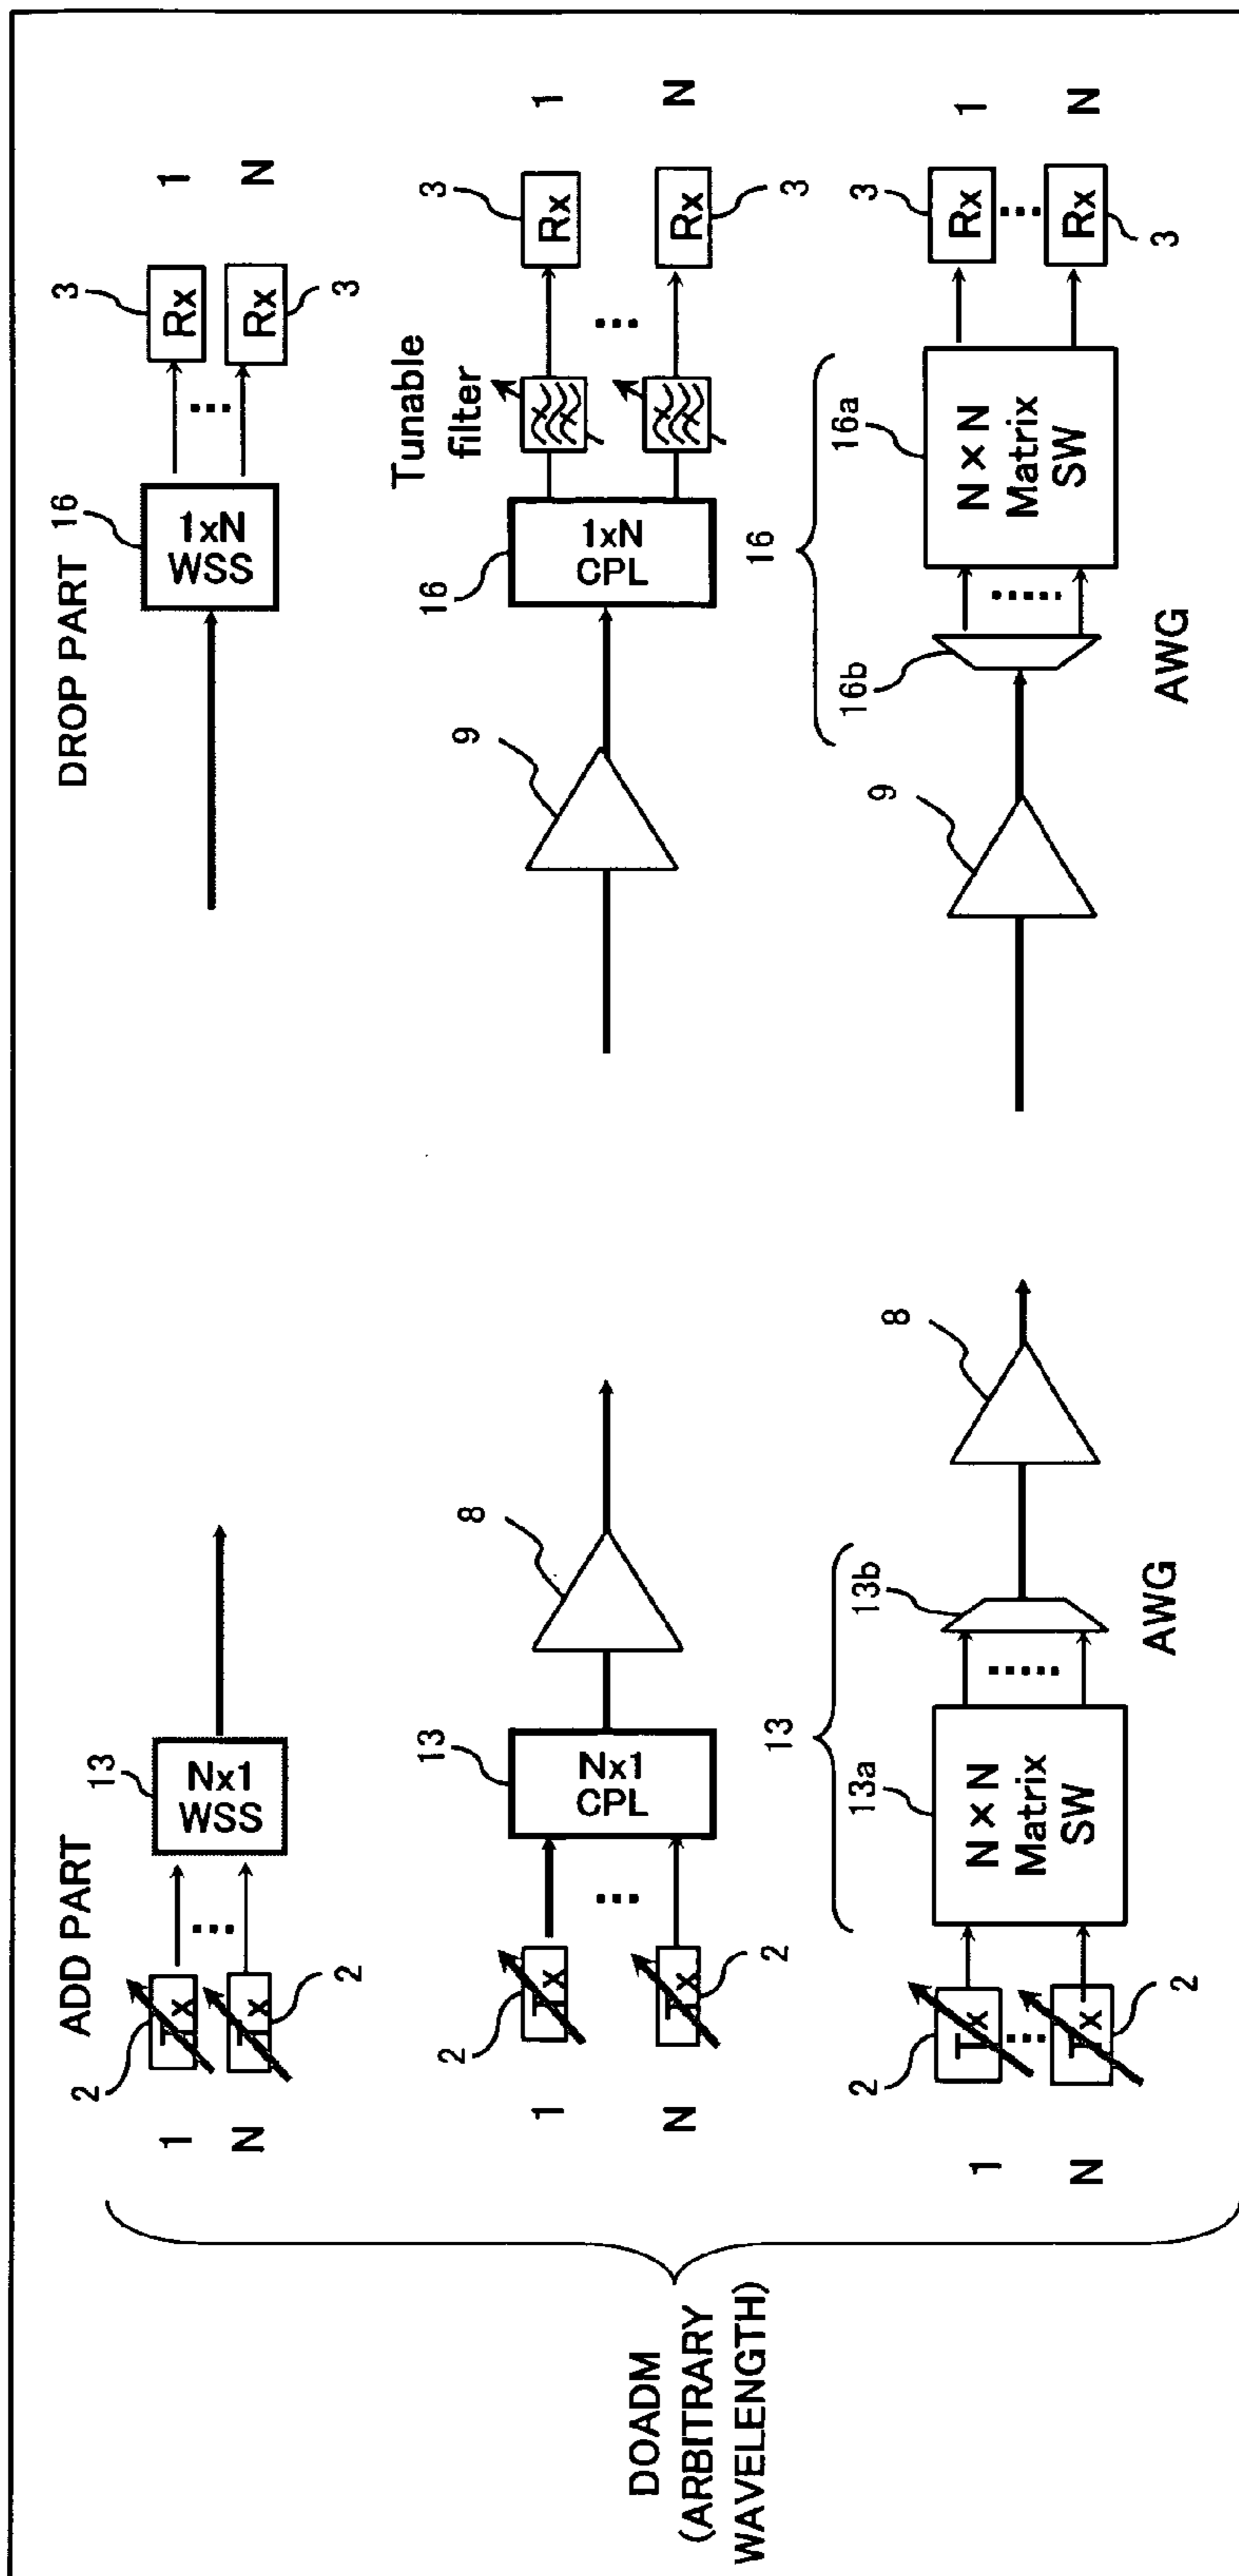 ADD PART
DROP PART
DOADM
(ARBITRARY
WAVELENGTH)
1
N
2
Tx
Tx
2
13
Nx1
WSS
16
1xN
WSS
3
Rx
Rx
3
1
N
1
N
2
Tx
Tx
2
13
Nx1
CPL
8
9
16
1xN
CPL
Tunable
filter
3
Rx
Rx
3
1
N
1
N
2
Tx
Tx
2
13
13a
N×N
Matrix
SW
13b
AWG
8
9
16
16b
AWG
16a
N×N
Matrix
SW
3
Rx
Rx
3
1
N